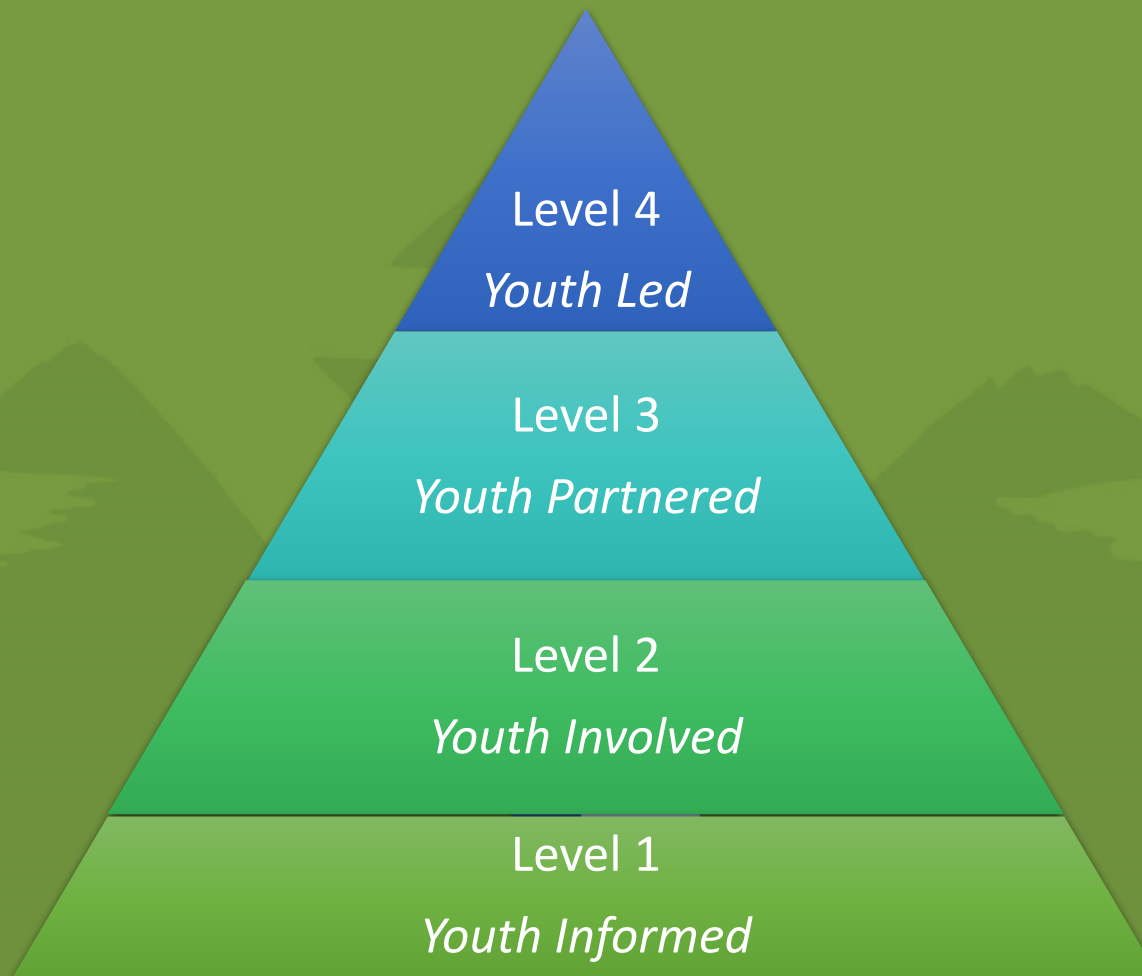 Level 4
Youth Led
Level 3
Youth Partnered
Level 2
Youth Involved
Level 1
Youth Informed